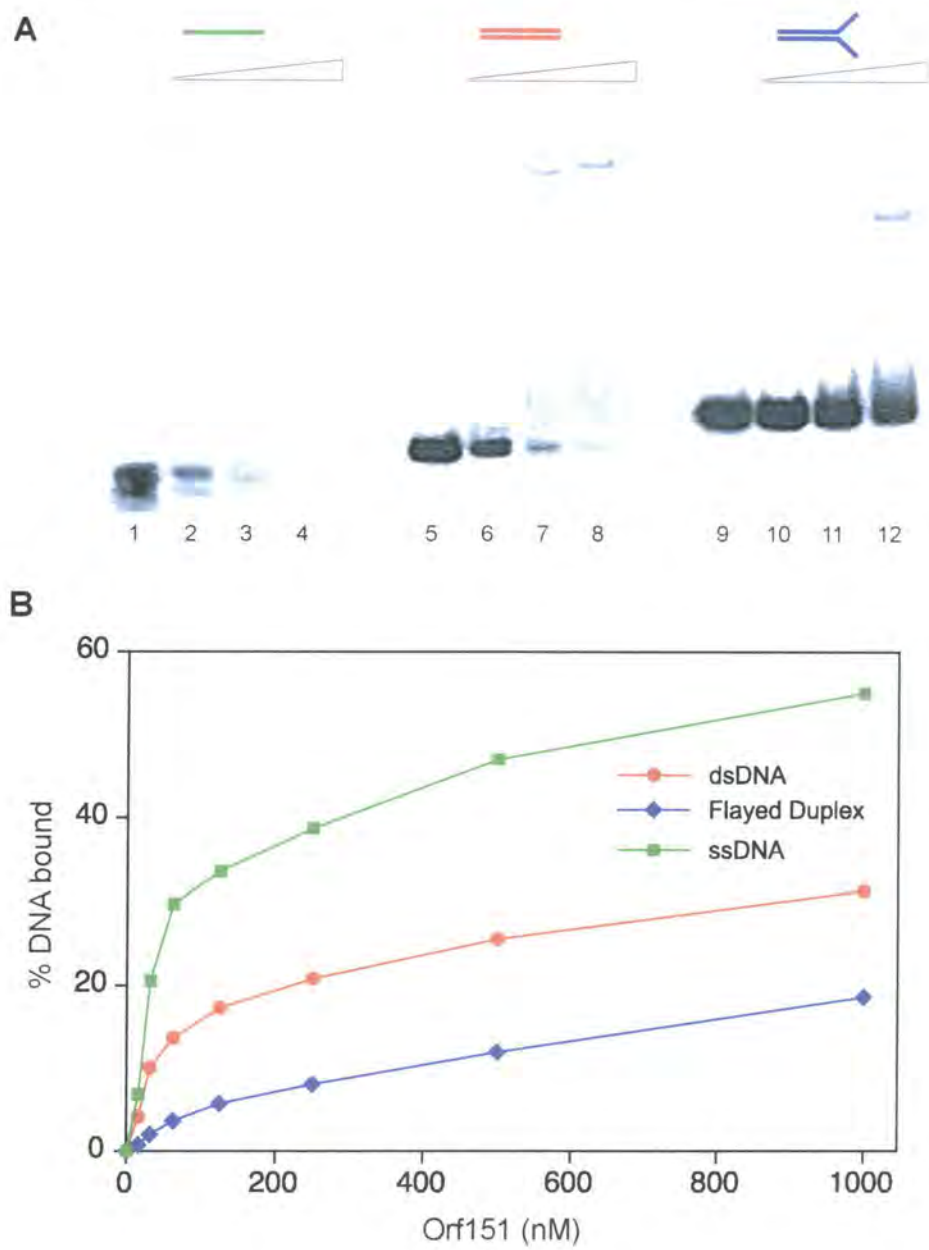 A
1 2 3 4 5 6 7 8 9 10 11 12
B
60
40
20
0
% DNA bound
dsDNA
Flayed Duplex
ssDNA
0 200 400 600 800 1000
Orf151 (nM)